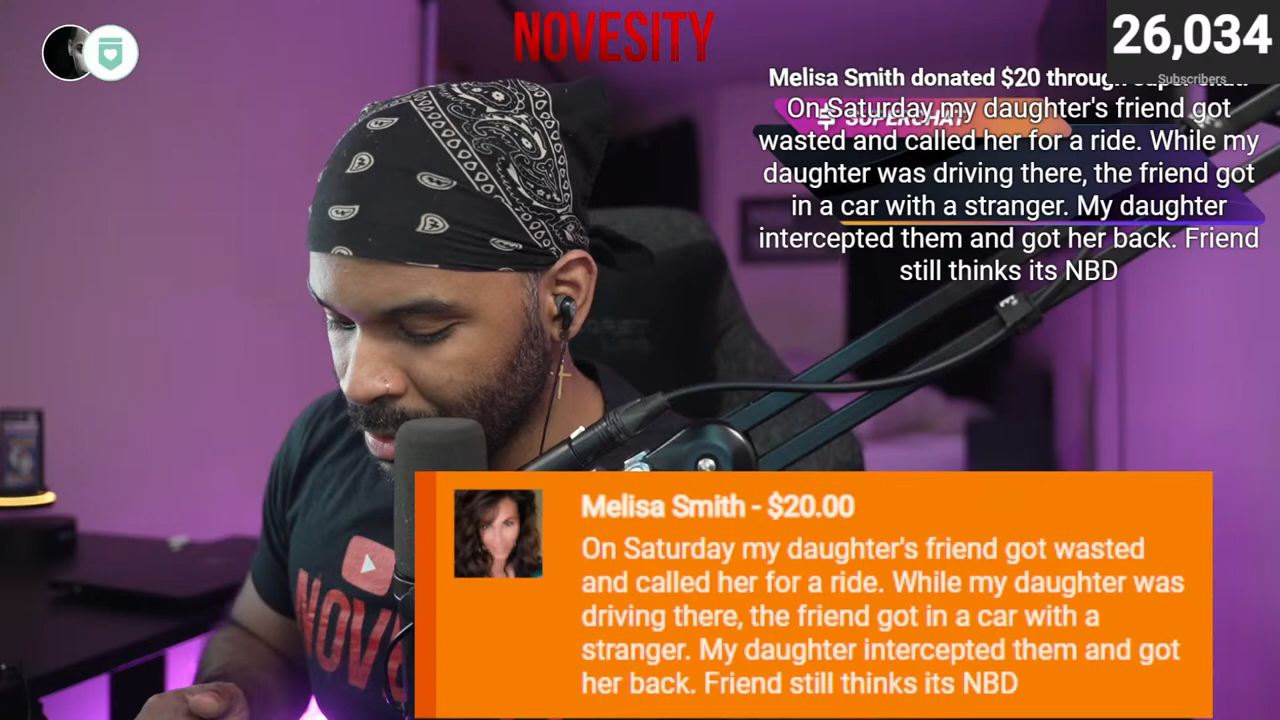 NOVESITY
26,034
Subscribers
Melisa Smith donated $20 through
SUPERCHAT!
On Saturday my daughter's friend got
wasted and called her for a ride. While my
daughter was driving there, the friend got
in a car with a stranger. My daughter
intercepted them and got her back. Friend
still thinks its NBD
Melisa Smith - $20.00
On Saturday my daughter's friend got wasted
and called her for a ride. While my daughter was
driving there, the friend got in a car with a
stranger. My daughter intercepted them and got
her back. Friend still thinks its NBD